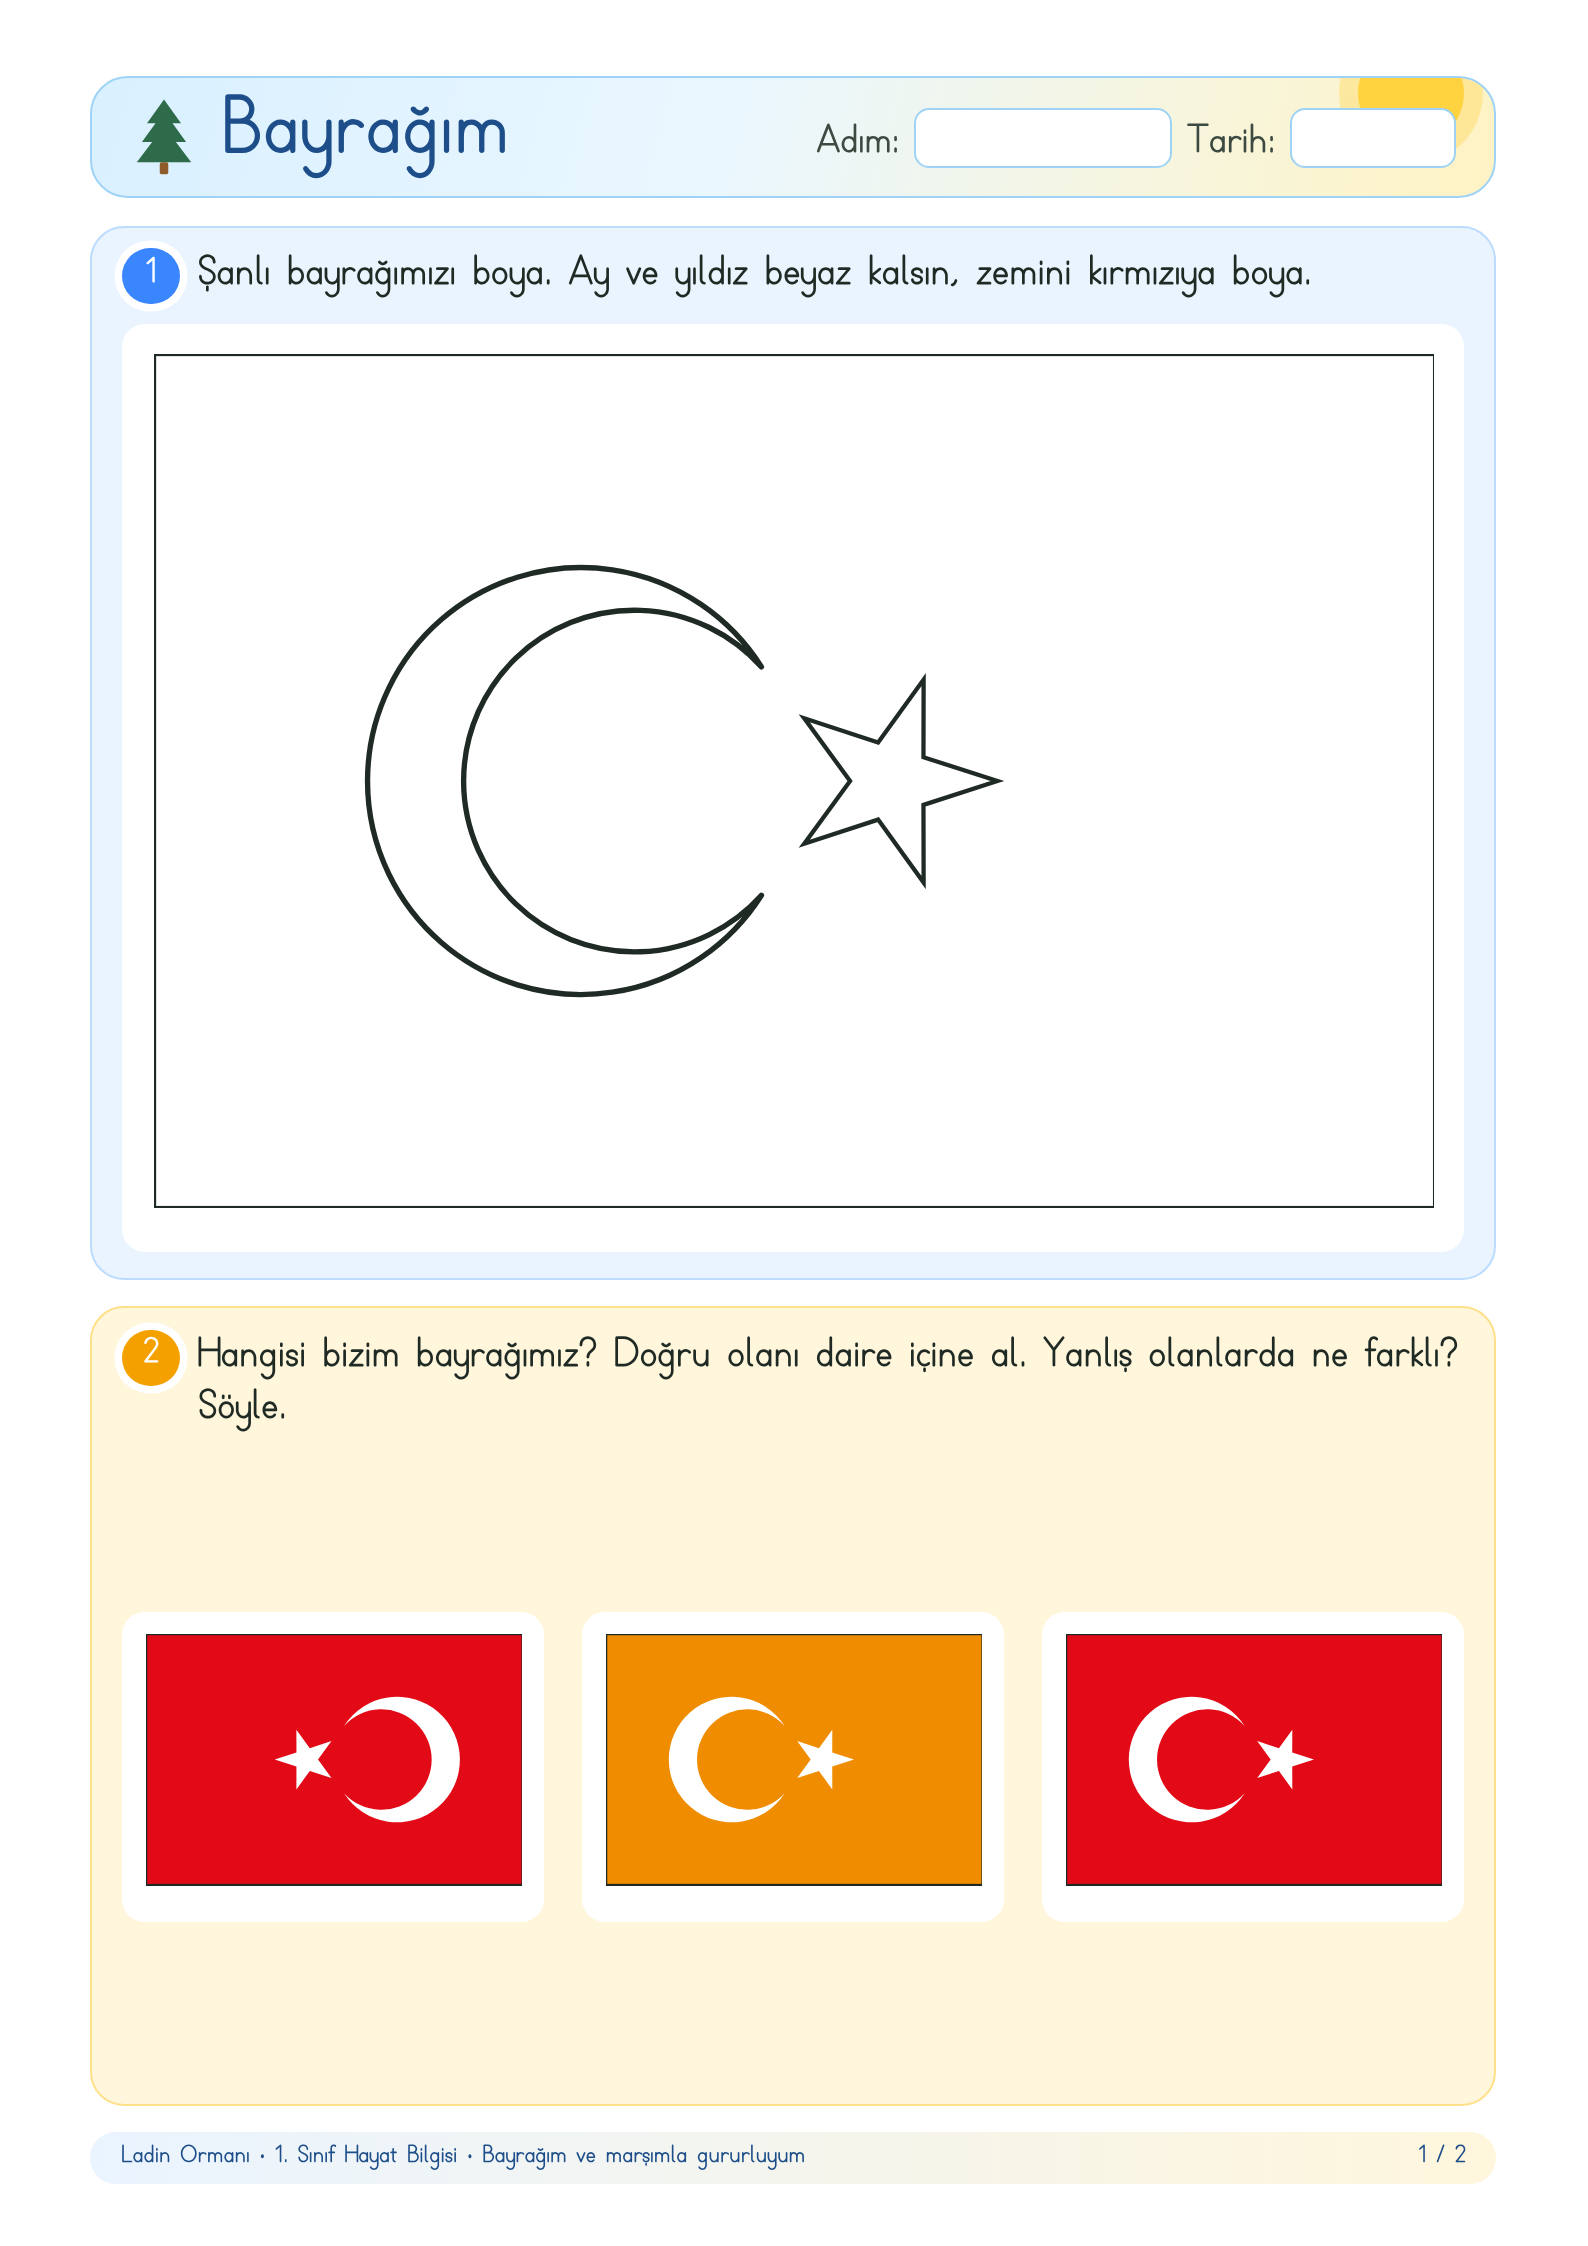 Bayrağım
Adım:
Tarih:
1 Şanlı bayrağımızı boya. Ay ve yıldız beyaz kalsın, zemini kırmızıya boya.
2 Hangisi bizim bayrağımız? Doğru olanı daire içine al. Yanlış olanlarda ne farklı?
Söyle.
Ladin Ormanı • 1. Sınıf Hayat Bilgisi • Bayrağım ve marşımla gururluyum
1 / 2